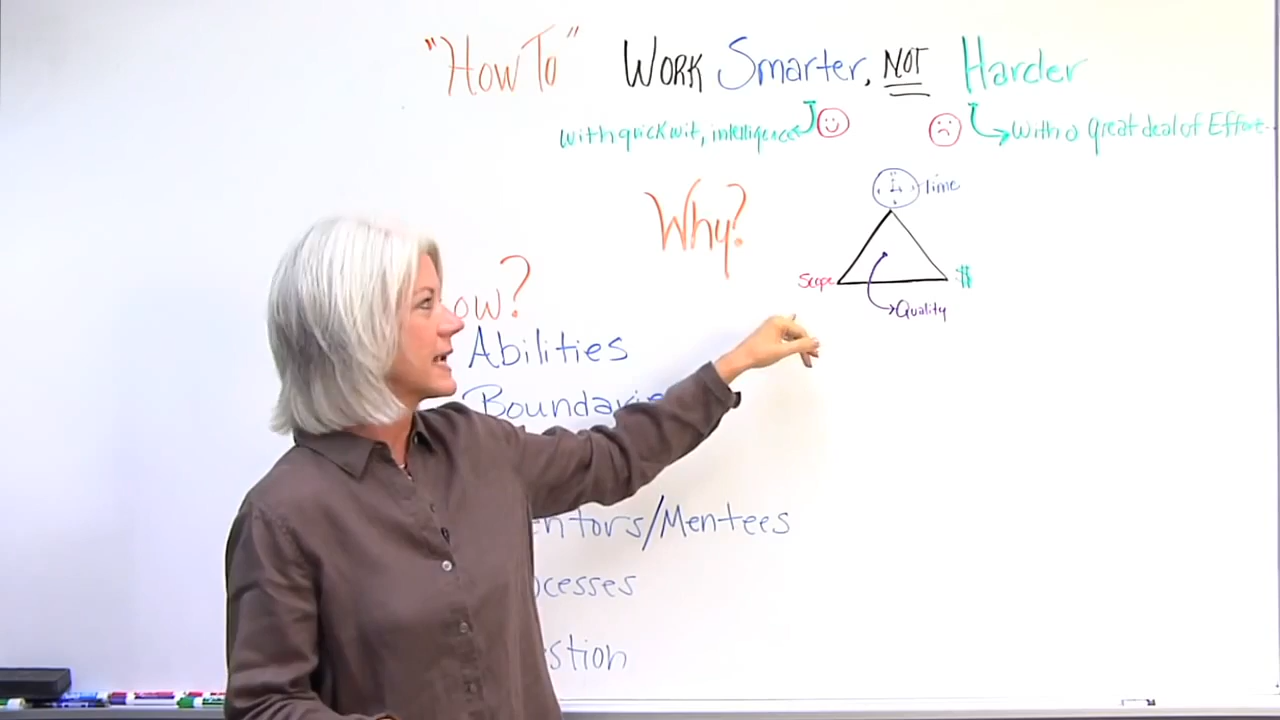 "How To" Work Smarter, NOT Harder
with quick wit, intelligence
with a great deal of Effort
Why?
Time
Scope
$
Quality
ow?
Abilities
Boundarie
entors/Mentees
ocesses
stion